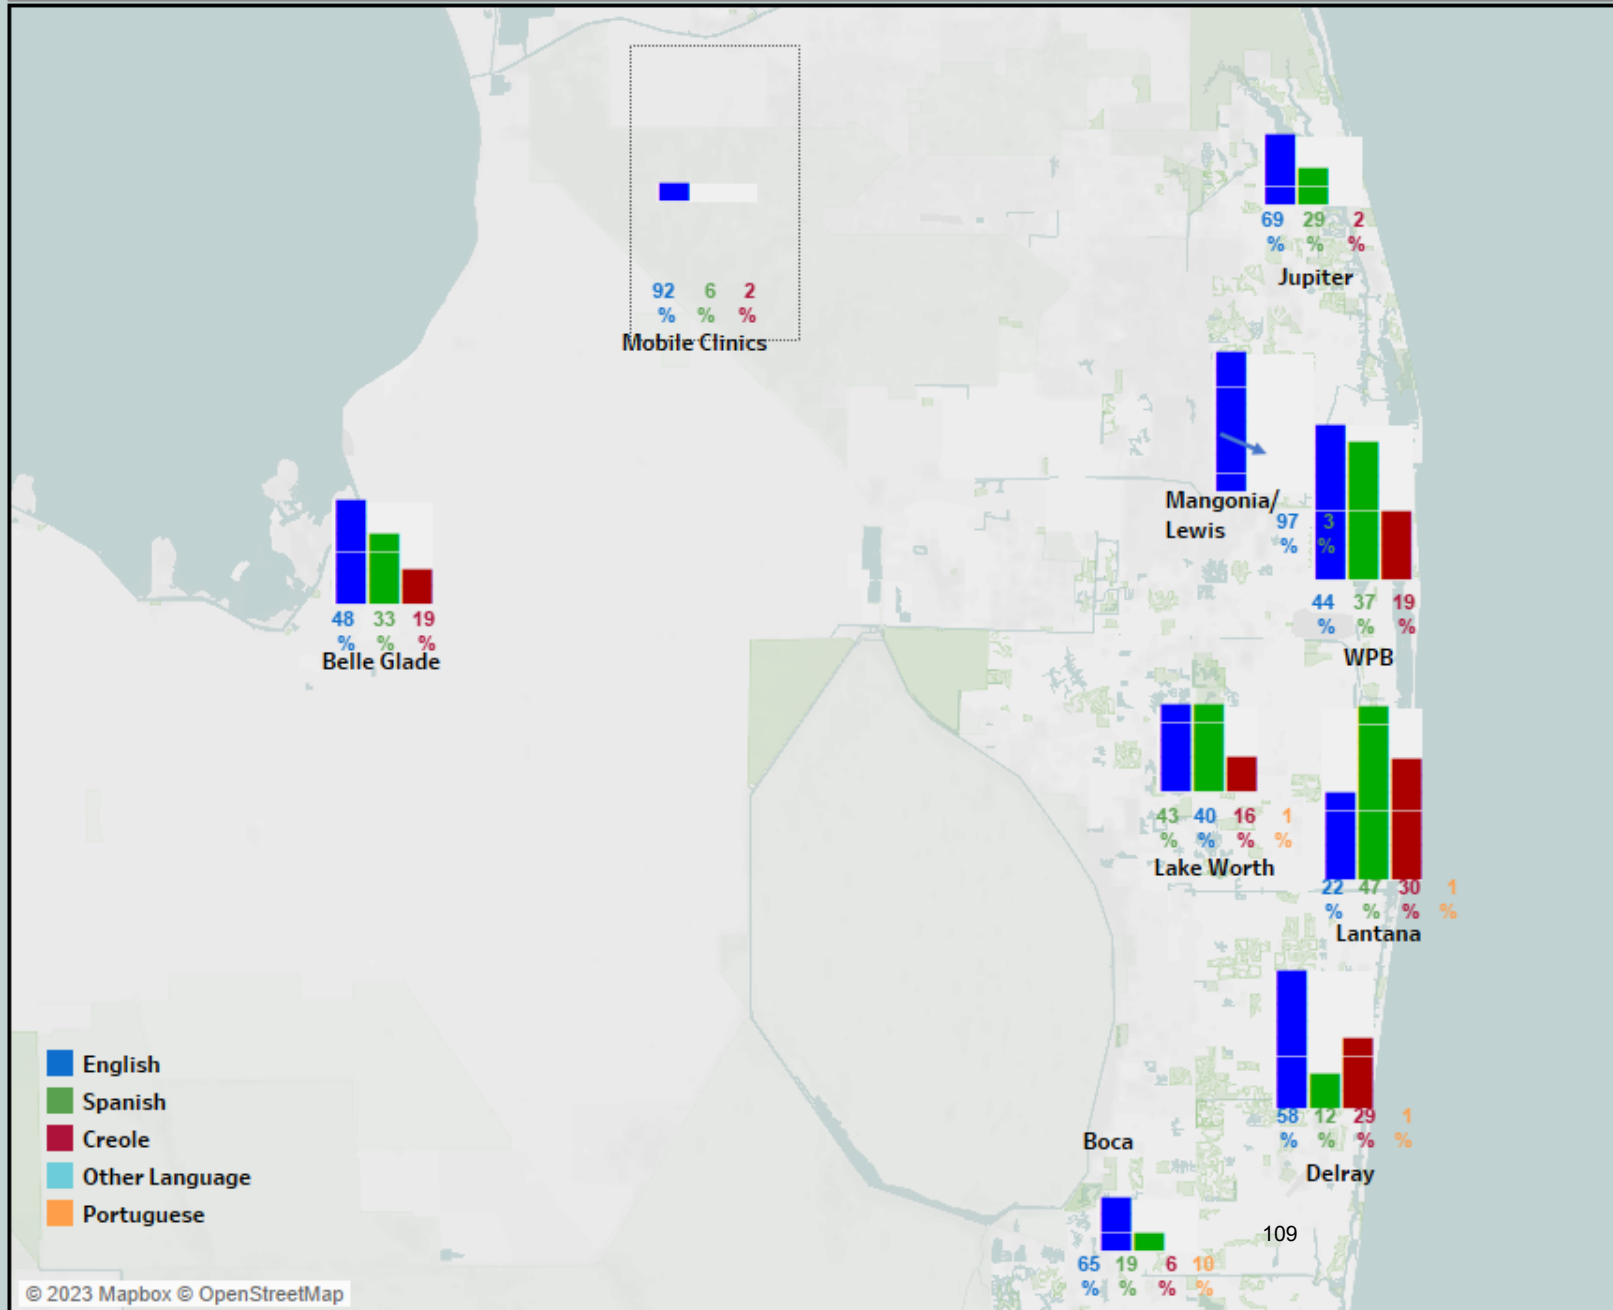 69 29 2
% % %
Jupiter
92 6 2
% % %
Mobile Clinics
Mangonia/
Lewis
97 3
% %
44 37 19
% % %
WPB
48 33 19
% % %
Belle Glade
43 40 16 1
% % % %
Lake Worth
22 47 30 1
% % % %
Lantana
58 12 29 1
% % % %
Delray
Boca
65 19 6 10
% % % %
109
English
Spanish
Creole
Other Language
Portuguese
© 2023 Mapbox © OpenStreetMap